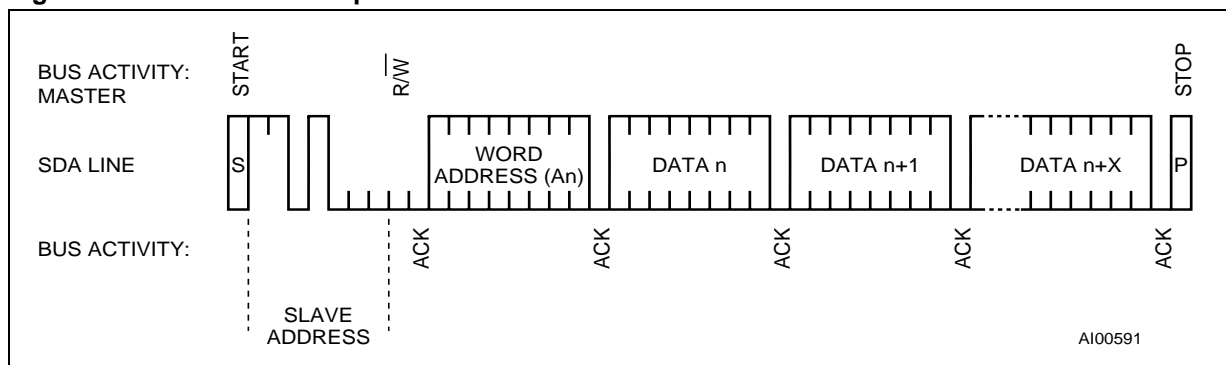 BUS ACTIVITY:
MASTER
START
R/W
STOP
SDA LINE
S
WORD
ADDRESS (An)
DATA n
DATA n+1
DATA n+X
P
BUS ACTIVITY:
ACK
ACK
ACK
ACK
ACK
SLAVE
ADDRESS
AI00591